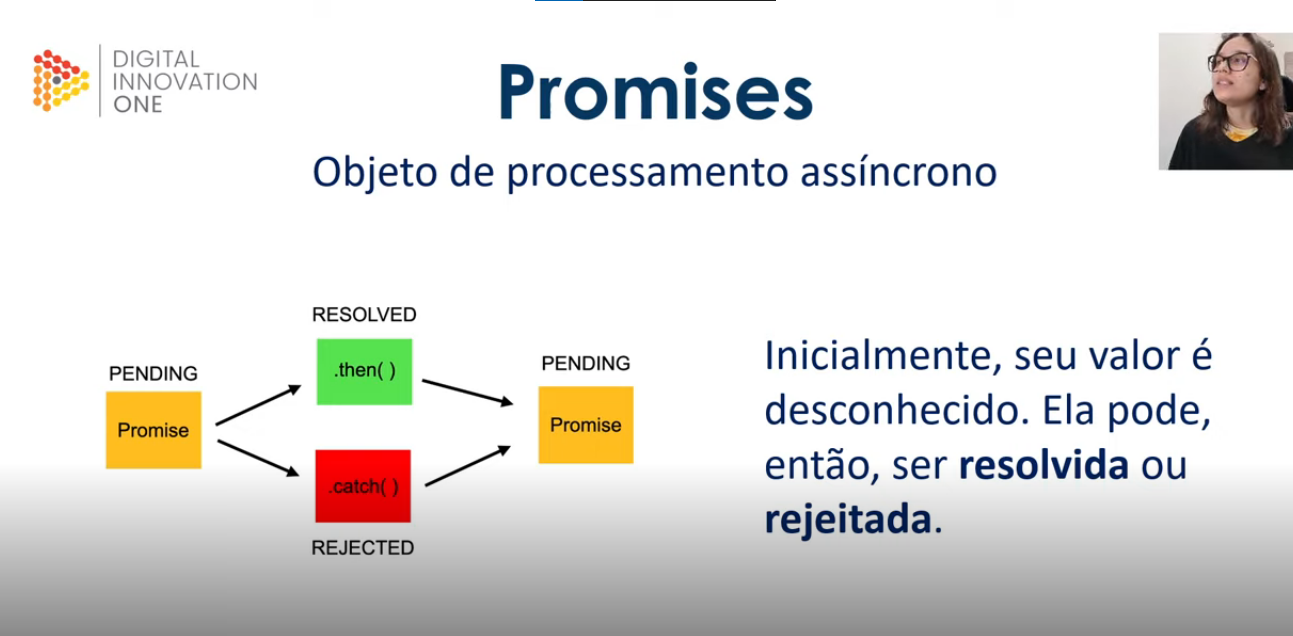 DIGITAL
INNOVATION
ONE
Promises
Objeto de processamento assíncrono
RESOLVED
PENDING
.then( )
PENDING
Promise
Promise
.catch( )
REJECTED
Inicialmente, seu valor é
desconhecido. Ela pode,
então, ser resolvida ou
rejeitada.